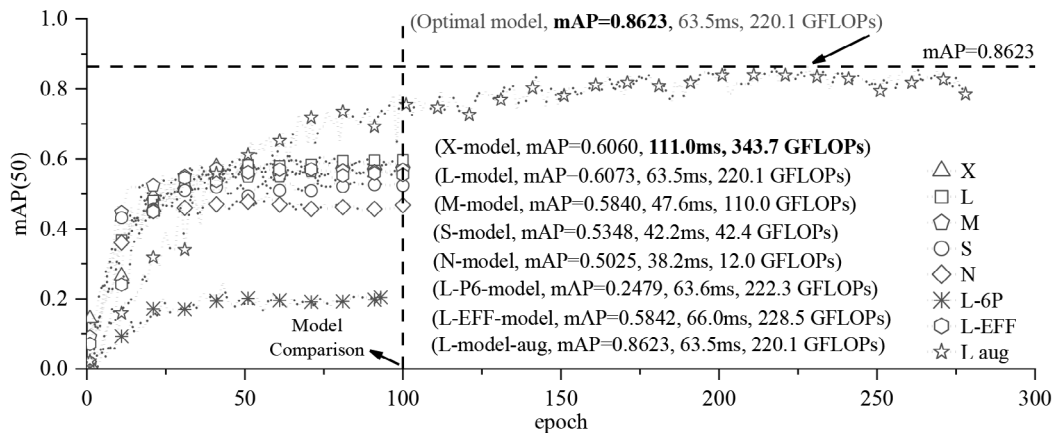 1.0
0.8
0.6
0.4
0.2
0.0
mAP(50)
(Optimal model, mAP=0.8623, 63.5ms, 220.1 GFLOPs)
mAP=0.8623
(X-model, mAP=0.6060, 111.0ms, 343.7 GFLOPs)
(L-model, mAP=0.6073, 63.5ms, 220.1 GFLOPs)
(M-model, mAP=0.5840, 47.6ms, 110.0 GFLOPs)
(S-model, mAP=0.5348, 42.2ms, 42.4 GFLOPs)
(N-model, mAP=0.5025, 38.2ms, 12.0 GFLOPs)
(L-P6-model, mAP=0.2479, 63.6ms, 222.3 GFLOPs)
(L-EFF-model, mAP=0.5842, 66.0ms, 228.5 GFLOPs)
(L-model-aug, mAP=0.8623, 63.5ms, 220.1 GFLOPs)
X
L
M
S
N
L-6P
L-EFF
L aug
Model
Comparison
0 50 100 150 200 250 300
epoch